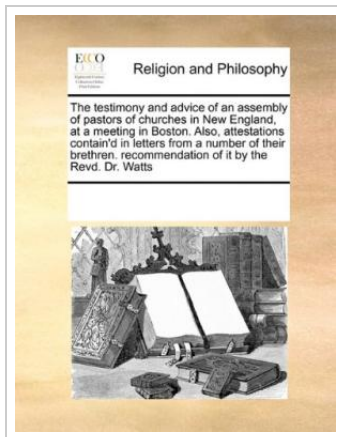 ECCO
Religion and Philosophy
The testimony and advice of an assembly
of pastors of churches in New England,
at a meeting in Boston. Also, attestations
contain'd in letters from a number of their
brethren. recommendation of it by the
Revd. Dr. Watts